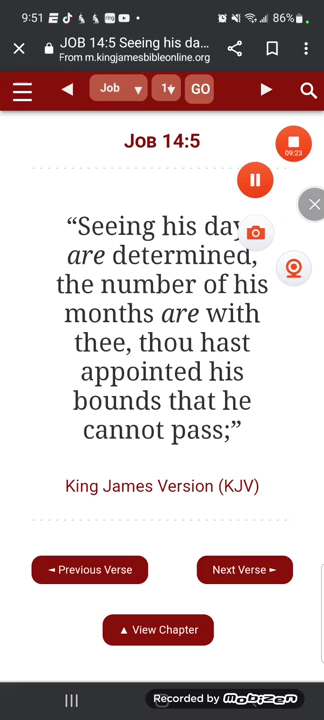 9:51 86%
JOB 14:5 Seeing his da...
From m.kingjamesbibleonline.org
Job 1 GO
JOB 14:5
09:23
“Seeing his day
are determined,
the number of his
months are with
thee, thou hast
appointed his
bounds that he
cannot pass;”
King James Version (KJV)
◄ Previous Verse Next Verse ►
▲ View Chapter
Recorded by mobizen